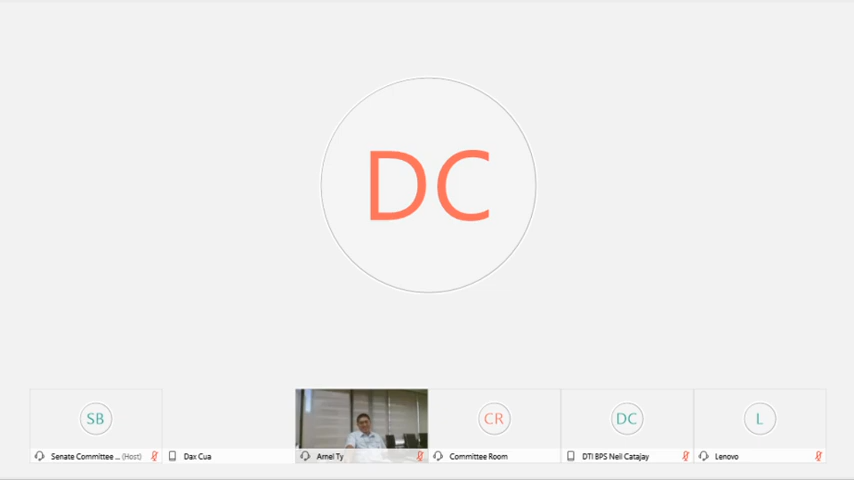 DC
SB
CR
DC
L
Senate Committee ... (Host)
Dax Cua
Arnel Ty
Committee Room
DTI BPS Neil Catajay
Lenovo